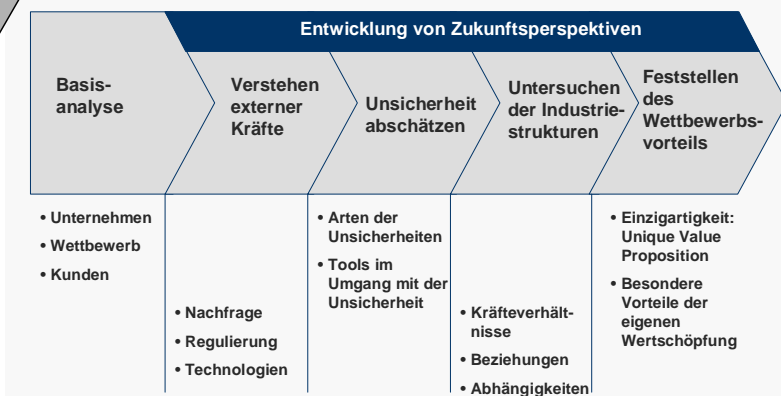 Entwicklung von Zukunftsperspektiven
Basis-
analyse
Verstehen
externer
Kräfte
Unsicherheit
abschätzen
Untersuchen
der Industrie-
strukturen
Feststellen
des
Wettbewerbs-
vorteils
• Unternehmen
• Wettbewerb
• Kunden
• Nachfrage
• Regulierung
• Technologien
• Arten der
Unsicherheiten
• Tools im
Umgang mit der
Unsicherheit
• Kräfteverhält-
nisse
• Beziehungen
• Abhängigkeiten
• Einzigartigkeit:
Unique Value
Proposition
• Besondere
Vorteile der
eigenen
Wertschöpfung